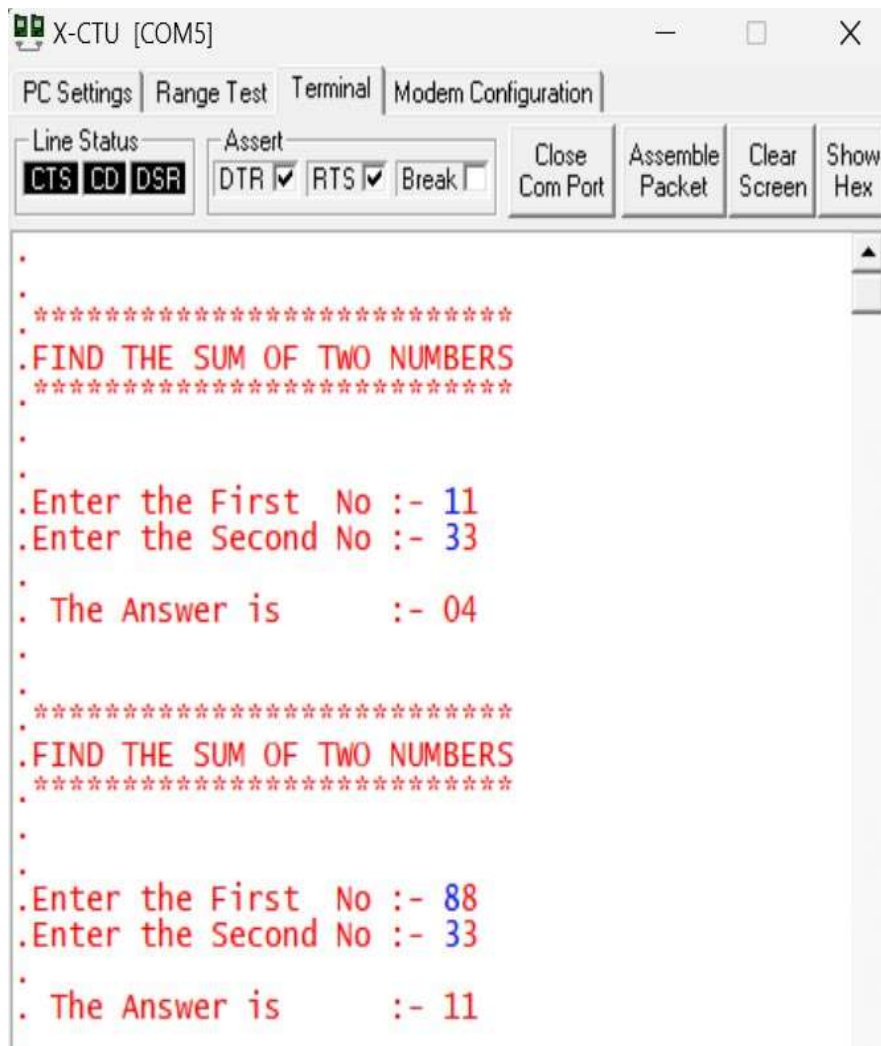 X-CTU [COM5]
PC Settings Range Test Terminal Modem Configuration
Line Status Assert
CTS CD DSR DTR RTS Break
Close Com Port
Assemble Packet
Clear Screen
Show Hex
.
.
.***************************
.FIND THE SUM OF TWO NUMBERS
.***************************
.
.
.Enter the First  No :- 11
.Enter the Second No :- 33
.
. The Answer is      :- 04
.
.
.***************************
.FIND THE SUM OF TWO NUMBERS
.***************************
.
.
.Enter the First  No :- 88
.Enter the Second No :- 33
.
. The Answer is      :- 11